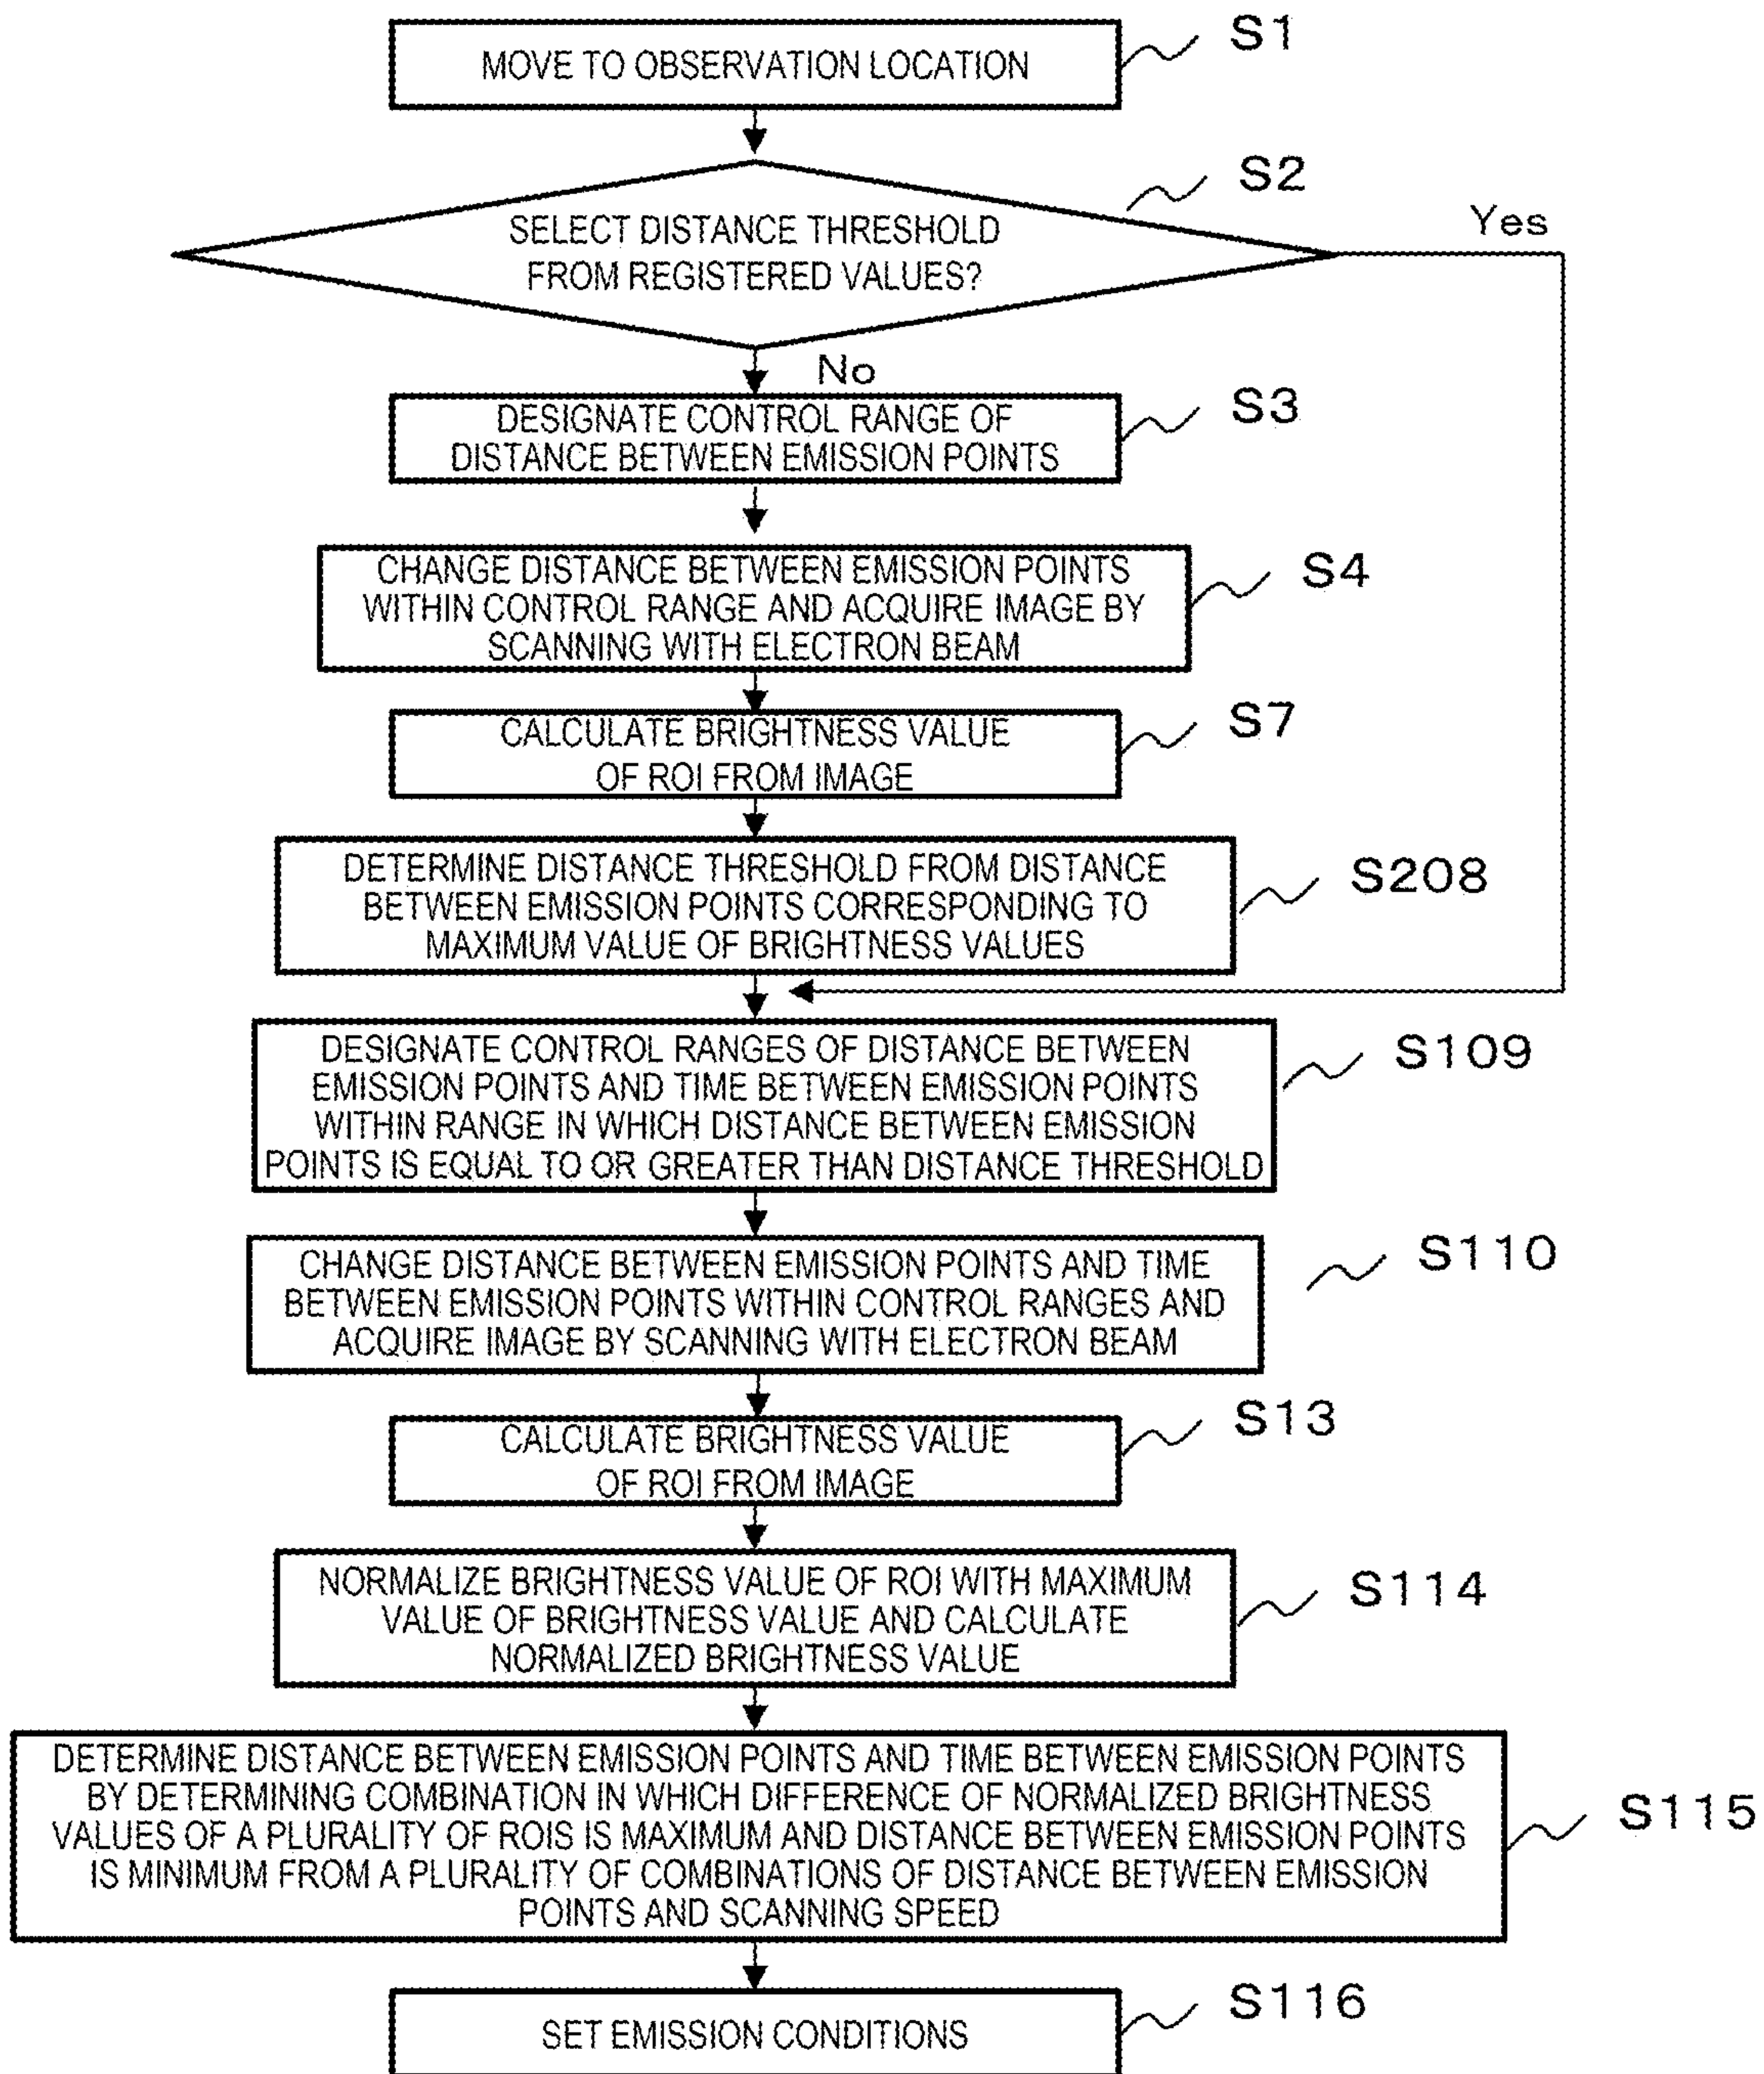 S1
MOVE TO OBSERVATION LOCATION
S2
SELECT DISTANCE THRESHOLD
FROM REGISTERED VALUES?
Yes
No
S3
DESIGNATE CONTROL RANGE OF
DISTANCE BETWEEN EMISSION POINTS
S4
CHANGE DISTANCE BETWEEN EMISSION POINTS
WITHIN CONTROL RANGE AND ACQUIRE IMAGE BY
SCANNING WITH ELECTRON BEAM
S7
CALCULATE BRIGHTNESS VALUE
OF ROI FROM IMAGE
S208
DETERMINE DISTANCE THRESHOLD FROM DISTANCE
BETWEEN EMISSION POINTS CORRESPONDING TO
MAXIMUM VALUE OF BRIGHTNESS VALUES
S109
DESIGNATE CONTROL RANGES OF DISTANCE BETWEEN
EMISSION POINTS AND TIME BETWEEN EMISSION POINTS
WITHIN RANGE IN WHICH DISTANCE BETWEEN EMISSION
POINTS IS EQUAL TO OR GREATER THAN DISTANCE THRESHOLD
S110
CHANGE DISTANCE BETWEEN EMISSION POINTS AND TIME
BETWEEN EMISSION POINTS WITHIN CONTROL RANGES AND
ACQUIRE IMAGE BY SCANNING WITH ELECTRON BEAM
S13
CALCULATE BRIGHTNESS VALUE
OF ROI FROM IMAGE
S114
NORMALIZE BRIGHTNESS VALUE OF ROI WITH MAXIMUM
VALUE OF BRIGHTNESS VALUE AND CALCULATE
NORMALIZED BRIGHTNESS VALUE
S115
DETERMINE DISTANCE BETWEEN EMISSION POINTS AND TIME BETWEEN EMISSION POINTS
BY DETERMINING COMBINATION IN WHICH DIFFERENCE OF NORMALIZED BRIGHTNESS
VALUES OF A PLURALITY OF ROIS IS MAXIMUM AND DISTANCE BETWEEN EMISSION POINTS
IS MINIMUM FROM A PLURALITY OF COMBINATIONS OF DISTANCE BETWEEN EMISSION
POINTS AND SCANNING SPEED
S116
SET EMISSION CONDITIONS